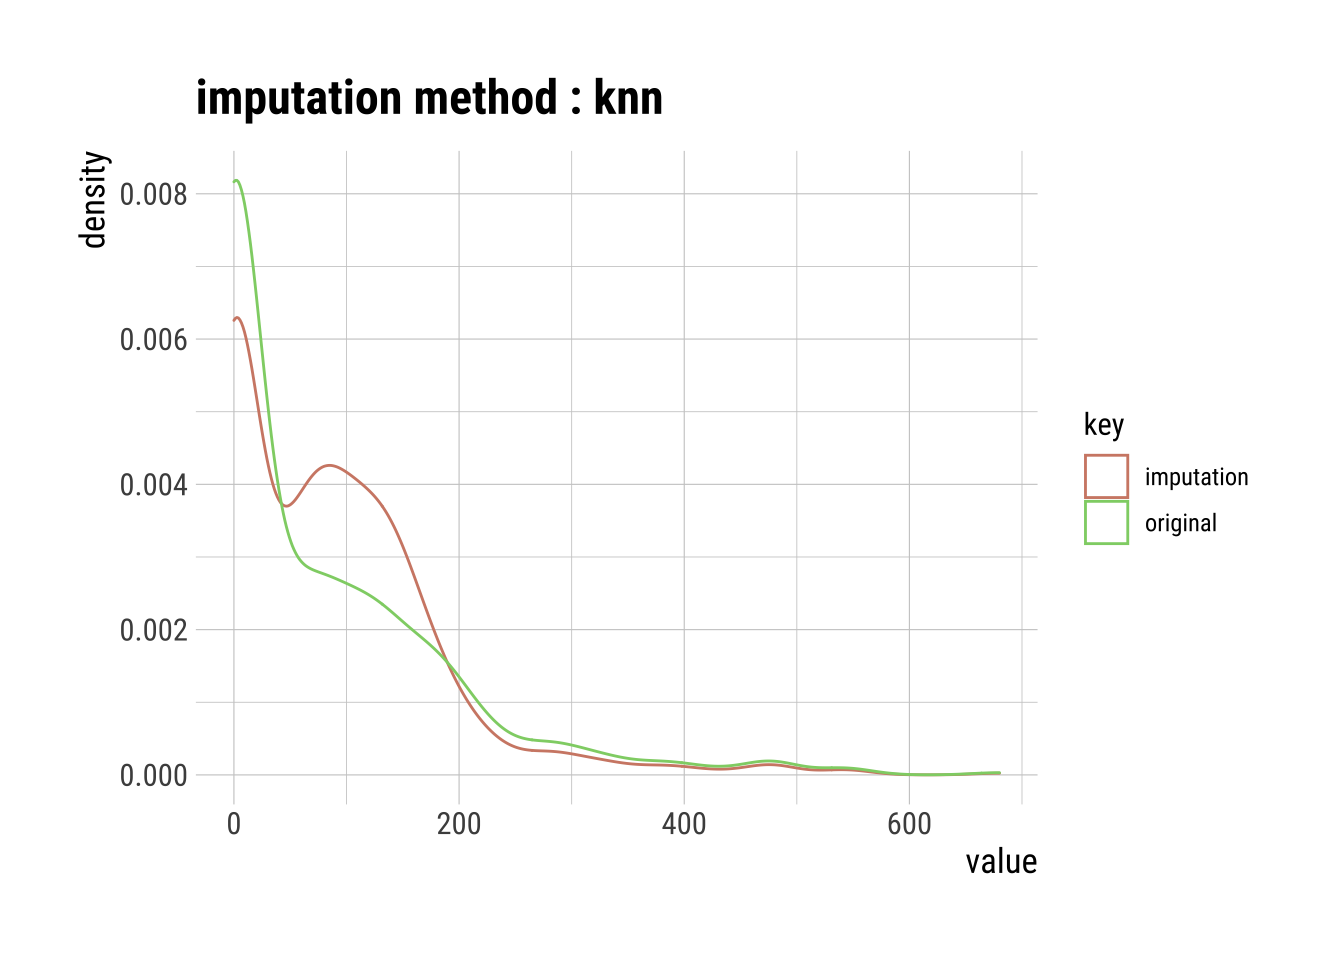 imputation method : knn
density
0.008
0.006
0.004
0.002
0.000
0 200 400 600
value
key
imputation
original